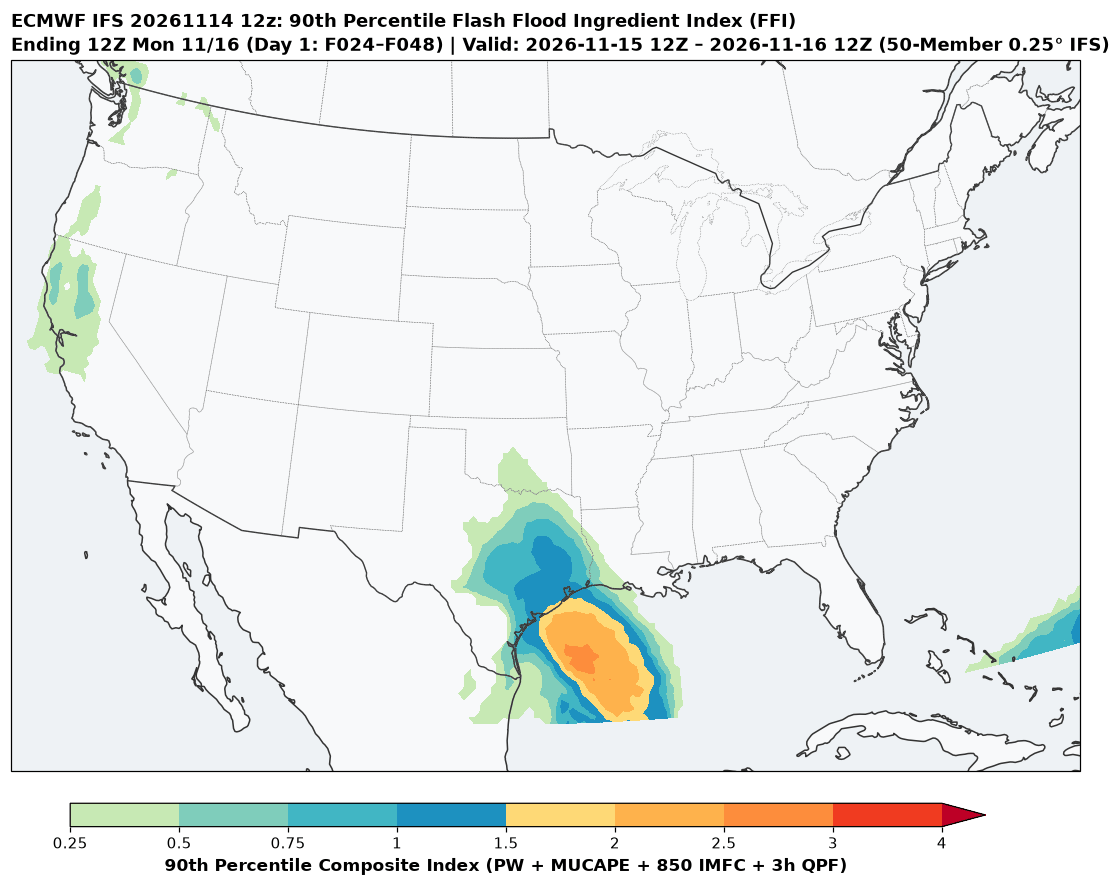 ECMWF IFS 20261114 12z: 90th Percentile Flash Flood Ingredient Index (FFI)
Ending 12Z Mon 11/16 (Day 1: F024–F048) | Valid: 2026-11-15 12Z – 2026-11-16 12Z (50-Member 0.25° IFS)
0.25 0.5 0.75 1 1.5 2 2.5 3 4
90th Percentile Composite Index (PW + MUCAPE + 850 IMFC + 3h QPF)